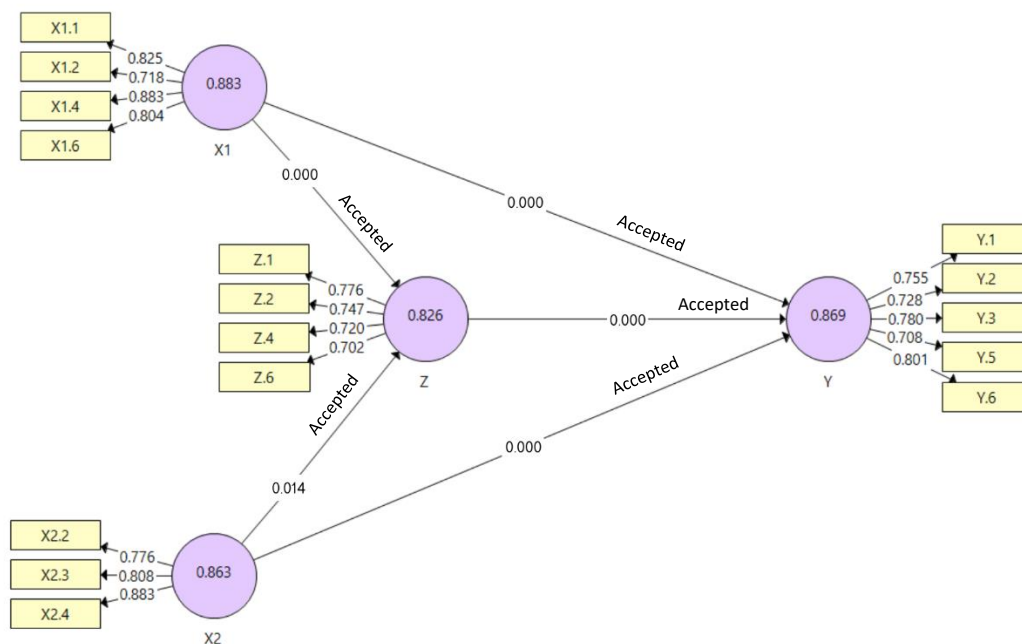 X1.1
X1.2
X1.4
X1.6
0.825
0.718
0.883
0.804
0.883
X1
0.000
Accepted
0.000
Accepted
Z.1
Z.2
Z.4
Z.6
0.776
0.747
0.720
0.702
0.826
Z
0.000
Accepted
0.869
Y
0.755
0.728
0.780
0.708
0.801
Y.1
Y.2
Y.3
Y.5
Y.6
Accepted
0.014
Accepted
0.000
X2.2
X2.3
X2.4
0.776
0.808
0.883
0.863
X2